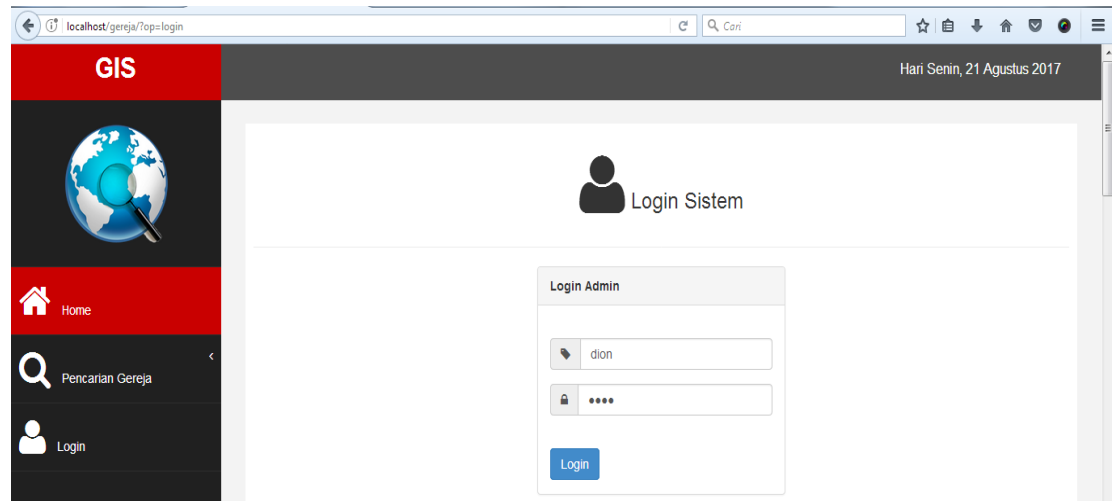 localhost/gereja/?op=login
Cari
GIS
Hari Senin, 21 Agustus 2017
Login Sistem
Home
Pencarian Gereja
Login
Login Admin
dion
••••
Login